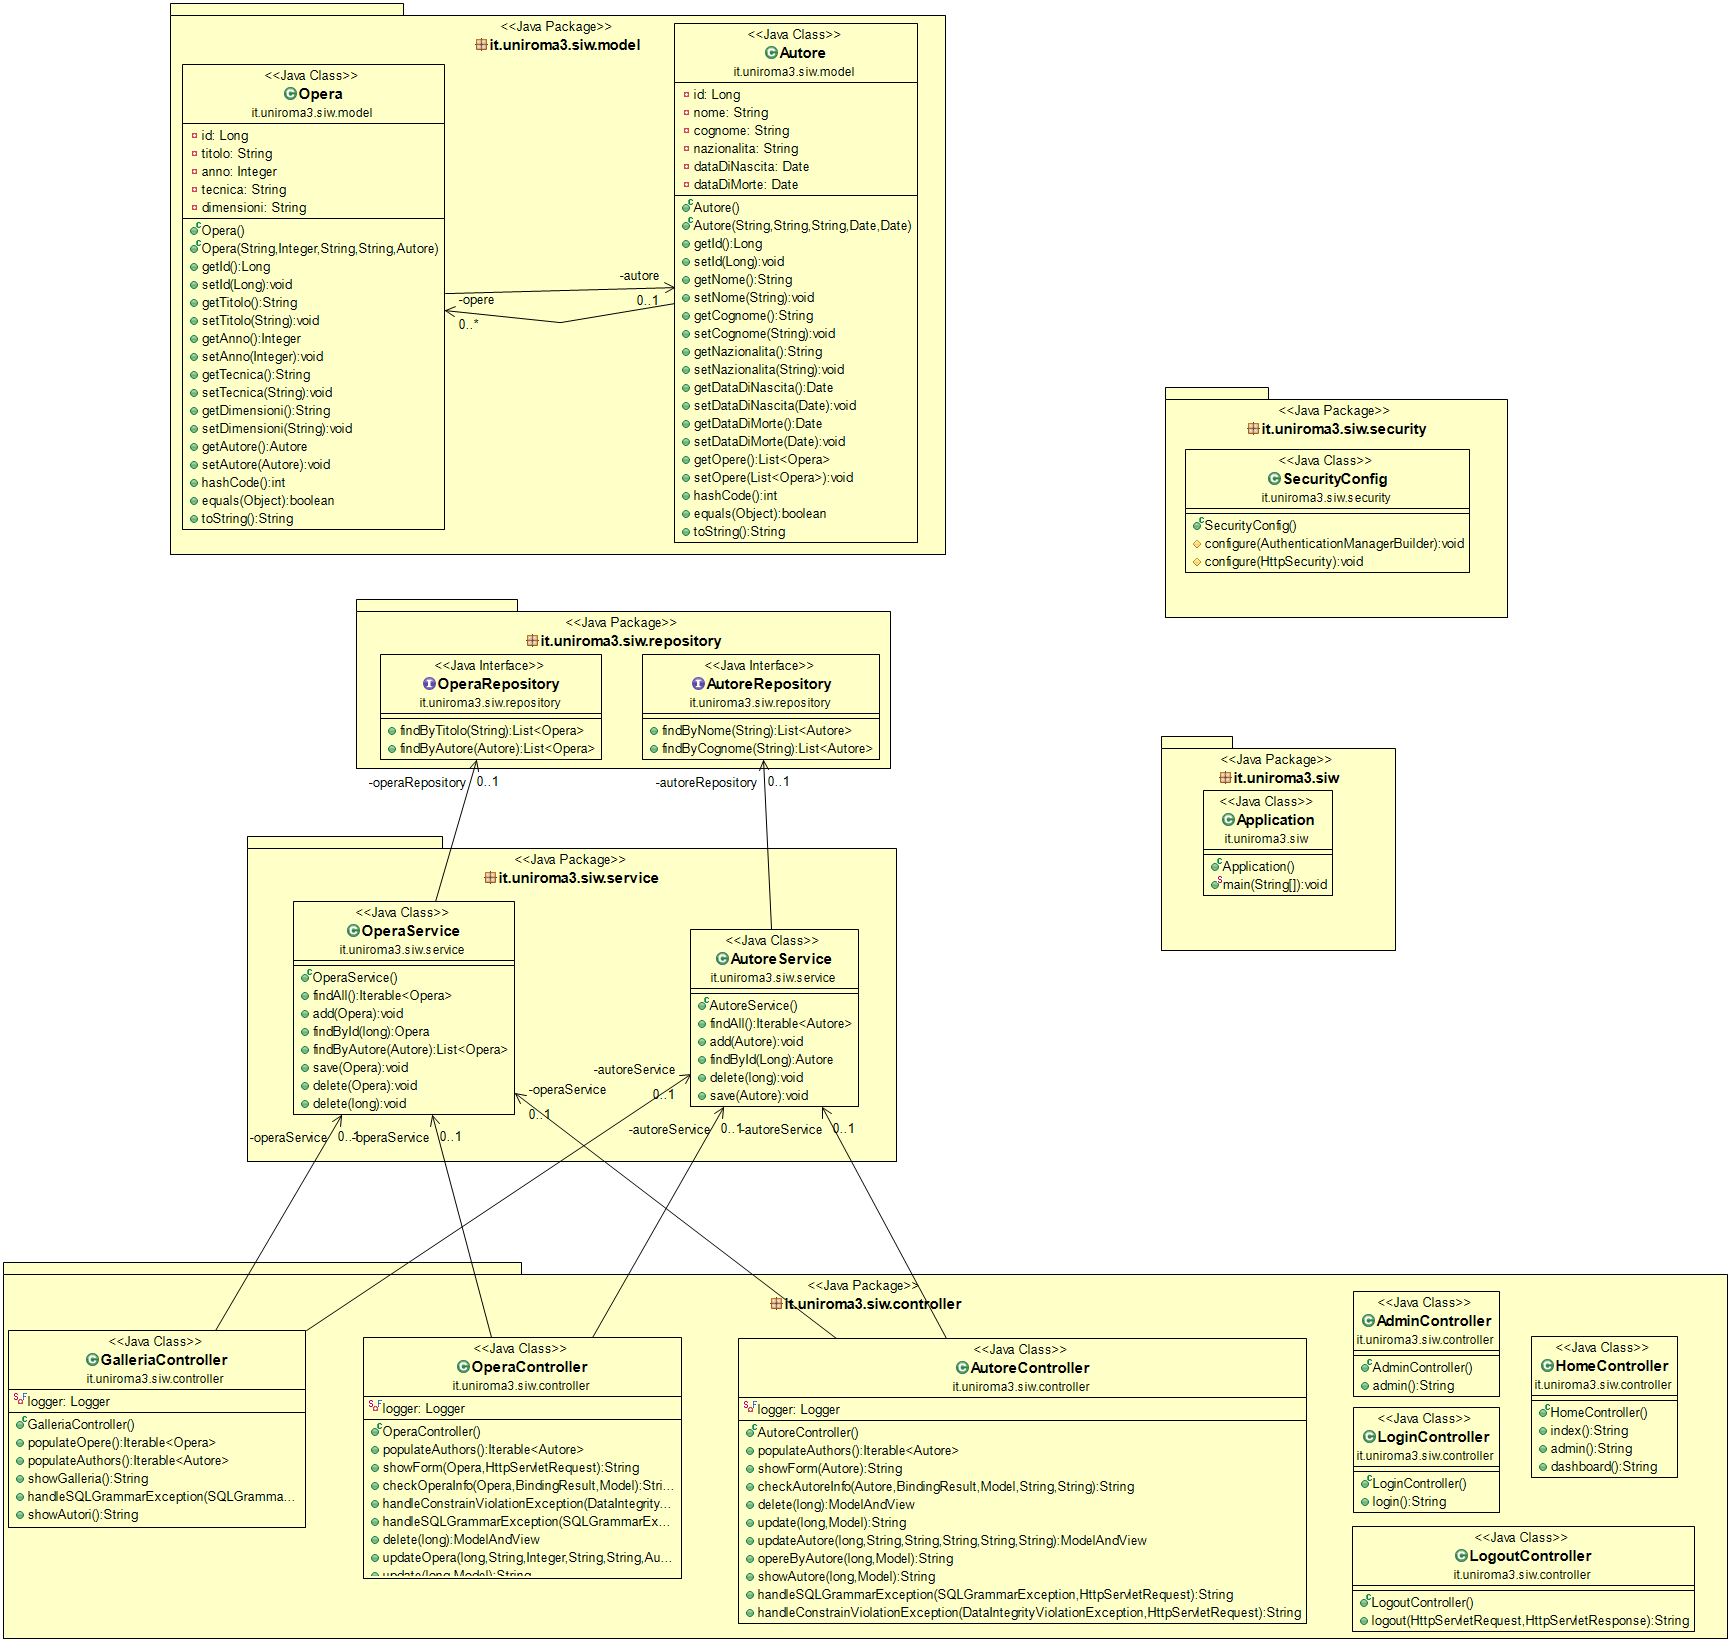 <<Java Package>>
it.uniroma3.siw.model
<<Java Class>>
Opera
it.uniroma3.siw.model
id: Long
titolo: String
anno: Integer
tecnica: String
dimensioni: String
Opera()
Opera(String,Integer,String,String,Autore)
getId():Long
setId(Long):void
getTitolo():String
setTitolo(String):void
getAnno():Integer
setAnno(Integer):void
getTecnica():String
setTecnica(String):void
getDimensioni():String
setDimensioni(String):void
getAutore():Autore
setAutore(Autore):void
hashCode():int
equals(Object):boolean
toString():String
-autore
0..1
-opere
0..*
<<Java Class>>
Autore
it.uniroma3.siw.model
id: Long
nome: String
cognome: String
nazionalita: String
dataDiNascita: Date
dataDiMorte: Date
Autore()
Autore(String,String,String,Date,Date)
getId():Long
setId(Long):void
getNome():String
setNome(String):void
getCognome():String
setCognome(String):void
getNazionalita():String
setNazionalita(String):void
getDataDiNascita():Date
setDataDiNascita(Date):void
getDataDiMorte():Date
setDataDiMorte(Date):void
getOpere():List<Opera>
setOpere(List<Opera>):void
hashCode():int
equals(Object):boolean
toString():String
<<Java Package>>
it.uniroma3.siw.security
<<Java Class>>
SecurityConfig
it.uniroma3.siw.security
SecurityConfig()
configure(AuthenticationManagerBuilder):void
configure(HttpSecurity):void
<<Java Package>>
it.uniroma3.siw.repository
<<Java Interface>>
OperaRepository
it.uniroma3.siw.repository
findByTitolo(String):List<Opera>
findByAutore(Autore):List<Opera>
<<Java Interface>>
AutoreRepository
it.uniroma3.siw.repository
findByNome(String):List<Autore>
findByCognome(String):List<Autore>
-operaRepository 0..1
-autoreRepository 0..1
<<Java Package>>
it.uniroma3.siw
<<Java Class>>
Application
it.uniroma3.siw
Application()
main(String[]):void
<<Java Package>>
it.uniroma3.siw.service
<<Java Class>>
OperaService
it.uniroma3.siw.service
OperaService()
findAll():Iterable<Opera>
add(Opera):void
findById(long):Opera
findByAutore(Autore):List<Opera>
save(Opera):void
delete(Opera):void
delete(long):void
<<Java Class>>
AutoreService
it.uniroma3.siw.service
AutoreService()
findAll():Iterable<Autore>
add(Autore):void
findById(Long):Autore
delete(long):void
save(Autore):void
-autoreService
0..1
-operaService
0..1
-operaService 0..1
-operaService 0..1
-autoreService 0..1
-autoreService 0..1
<<Java Package>>
it.uniroma3.siw.controller
<<Java Class>>
GalleriaController
it.uniroma3.siw.controller
logger: Logger
GalleriaController()
populateOpere():Iterable<Opera>
populateAuthors():Iterable<Autore>
showGalleria():String
handleSQLGrammarException(SQLGramma...
showAutori():String
<<Java Class>>
OperaController
it.uniroma3.siw.controller
logger: Logger
OperaController()
populateAuthors():Iterable<Autore>
showForm(Opera,HttpServletRequest):String
checkOperaInfo(Opera,BindingResult,Model):Stri...
handleConstrainViolationException(DataIntegrity...
handleSQLGrammarException(SQLGrammarEx...
delete(long):ModelAndView
updateOpera(long,String,Integer,String,String,Au...
update(long,Model):String
<<Java Class>>
AutoreController
it.uniroma3.siw.controller
logger: Logger
AutoreController()
populateAuthors():Iterable<Autore>
showForm(Autore):String
checkAutoreInfo(Autore,BindingResult,Model,String,String):String
delete(long):ModelAndView
update(long,Model):String
updateAutore(long,String,String,String,String,String):ModelAndView
opereByAutore(long,Model):String
showAutore(long,Model):String
handleSQLGrammarException(SQLGrammarException,HttpServletRequest):String
handleConstrainViolationException(DataIntegrityViolationException,HttpServletRequest):String
<<Java Class>>
AdminController
it.uniroma3.siw.controller
AdminController()
admin():String
<<Java Class>>
HomeController
it.uniroma3.siw.controller
HomeController()
index():String
admin():String
dashboard():String
<<Java Class>>
LoginController
it.uniroma3.siw.controller
LoginController()
login():String
<<Java Class>>
LogoutController
it.uniroma3.siw.controller
LogoutController()
logout(HttpServletRequest,HttpServletResponse):String